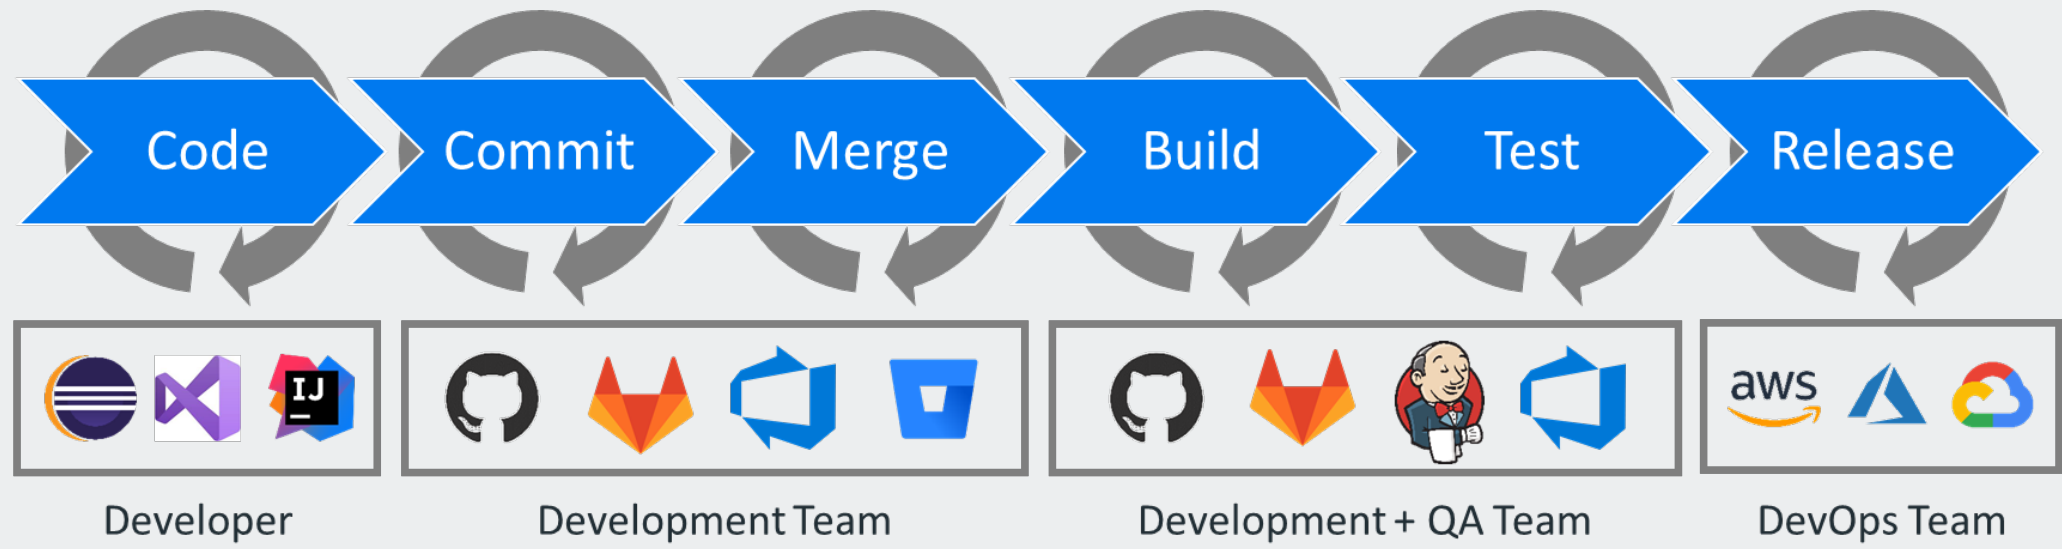 Code
Commit
Merge
Build
Test
Release
IJ
aws
Developer
Development Team
Development + QA Team
DevOps Team